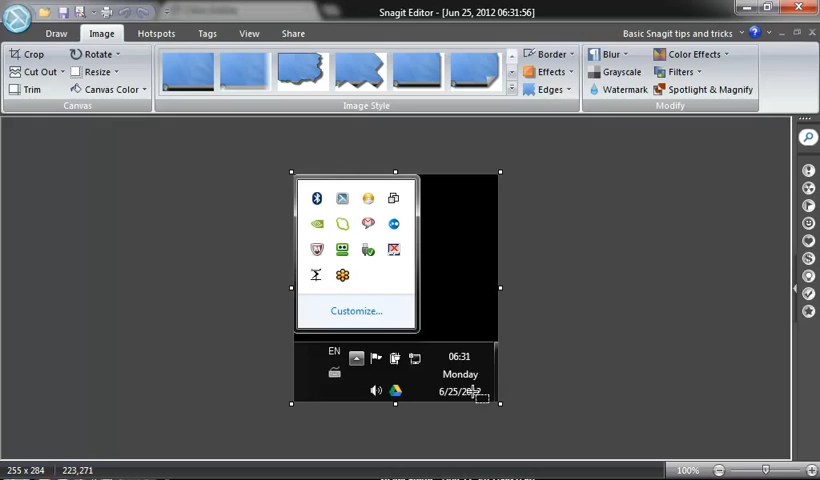 Snagit Editor - [Jun 25, 2012 06:31:56]
Draw Image Hotspots Tags View Share Basic Snagit tips and tricks
Crop Rotate Border Blur Color Effects
Cut Out Resize Effects Grayscale Filters
Trim Canvas Color Edges Watermark Spotlight & Magnify
Canvas Image Style Modify
Customize...
EN 06:31
Monday
255 x 284 223,271 100%